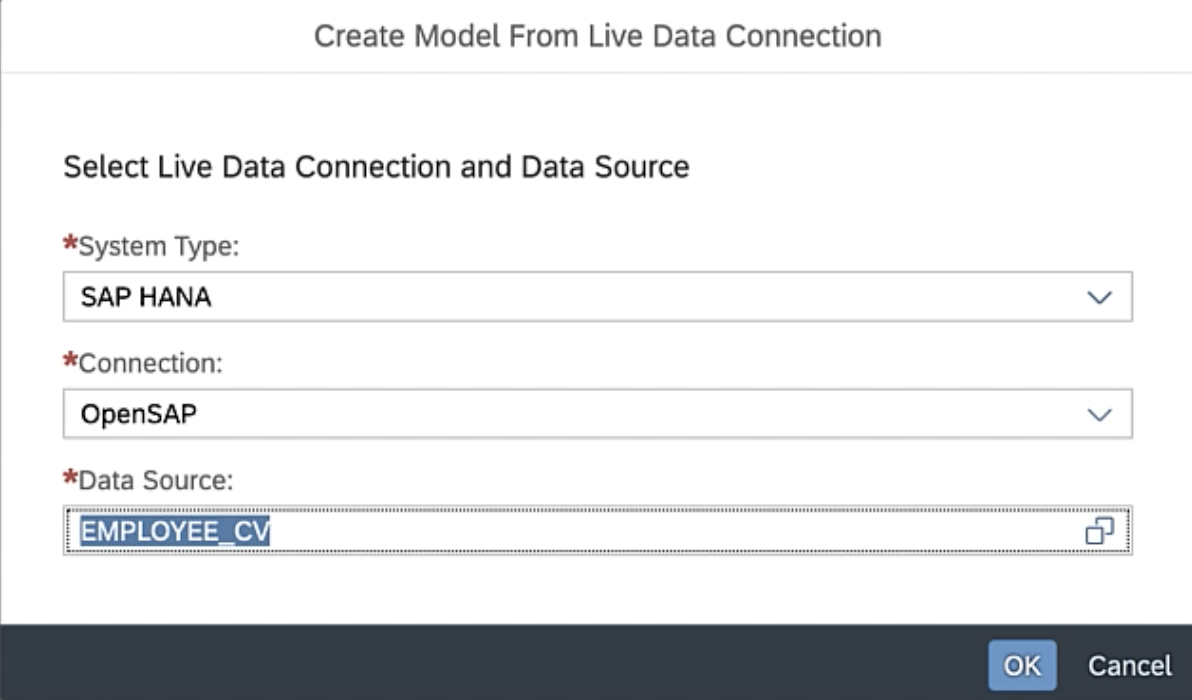 Create Model From Live Data Connection
Select Live Data Connection and Data Source
*System Type:
SAP HANA
*Connection:
OpenSAP
*Data Source:
EMPLOYEE_CV
OK Cancel